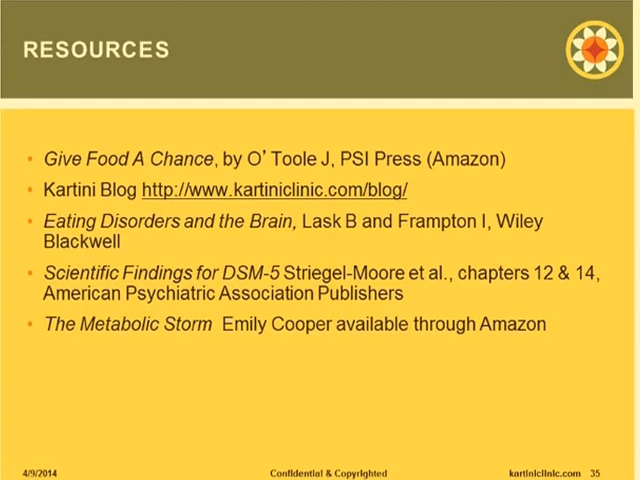 RESOURCES
• Give Food A Chance, by O’ Toole J, PSI Press (Amazon)
• Kartini Blog http://www.kartiniclinic.com/blog/
• Eating Disorders and the Brain, Lask B and Frampton I, Wiley
Blackwell
• Scientific Findings for DSM-5 Striegel-Moore et al., chapters 12 & 14,
American Psychiatric Association Publishers
• The Metabolic Storm Emily Cooper available through Amazon
4/9/2014 Confidential & Copyrighted kartiniclinic.com 35